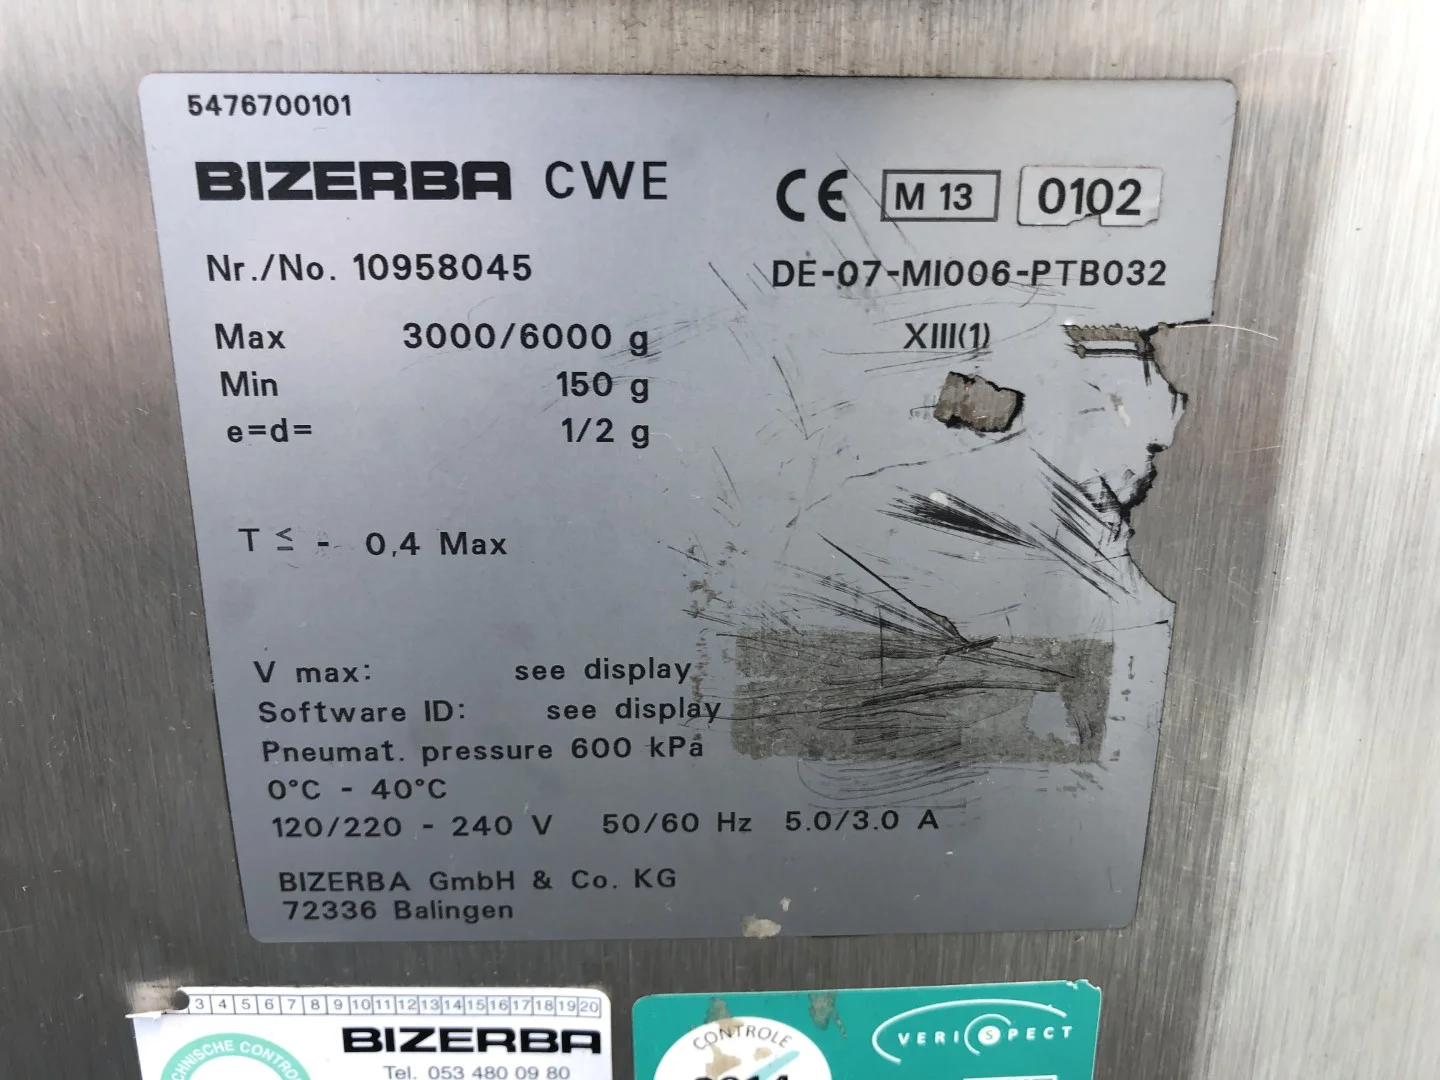 5476700101
BIZERBA CWE
CE M 13 0102
Nr./No. 10958045
DE-07-MI006-PTB032
Max 3000/6000 g
XIII(1)
Min 150 g
e=d= 1/2 g
T ≤ - 0,4 Max
V max: see display
Software ID: see display
Pneumat. pressure 600 kPa
0°C - 40°C
120/220 - 240 V 50/60 Hz 5.0/3.0 A
BIZERBA GmbH & Co. KG
72336 Balingen
3 4 5 6 7 8 9 10 11 12 13 14 15 16 17 18 19 20
BIZERBA
Tel. 053 480 09 80
CONTROLE
VERISPECT